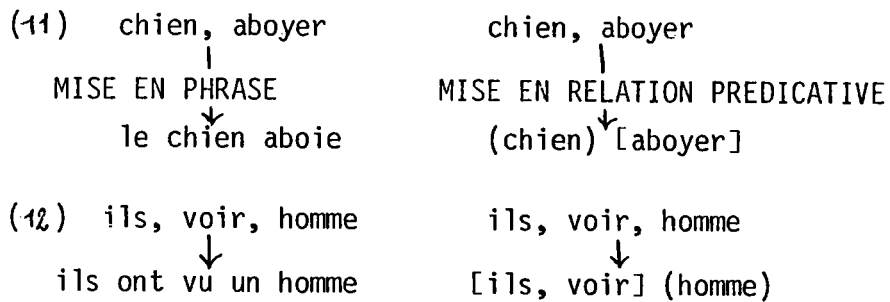 (11) chien, aboyer chien, aboyer
MISE EN PHRASE MISE EN RELATION PREDICATIVE
le chien aboie (chien) [aboyer]
(12) ils, voir, homme ils, voir, homme
ils ont vu un homme [ils, voir] (homme)